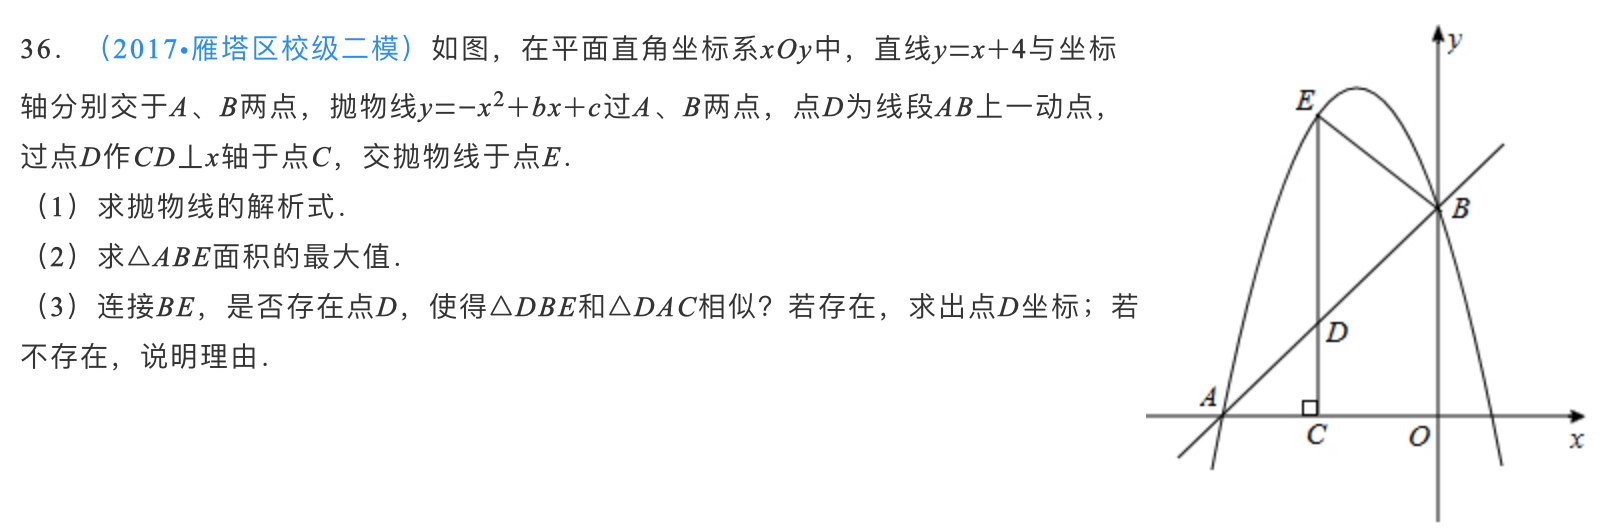 36. （2017•雁塔区校级二模）如图，在平面直角坐标系xOy中，直线y=x+4与坐标
轴分别交于A、B两点，抛物线y=−x²+bx+c过A、B两点，点D为线段AB上一动点，
过点D作CD⊥x轴于点C，交抛物线于点E.
（1）求抛物线的解析式.
（2）求△ABE面积的最大值.
（3）连接BE，是否存在点D，使得△DBE和△DAC相似？若存在，求出点D坐标；若
不存在，说明理由.
y
E
B
D
A
C
O
x